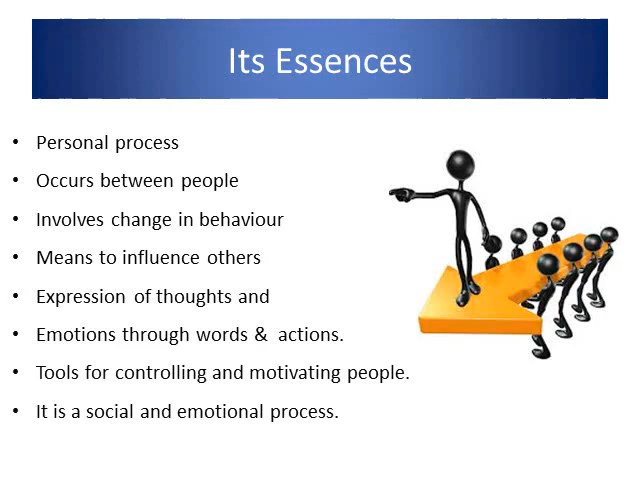 Its Essences
• Personal process
• Occurs between people
• Involves change in behaviour
• Means to influence others
• Expression of thoughts and
• Emotions through words &  actions.
• Tools for controlling and motivating people.
• It is a social and emotional process.